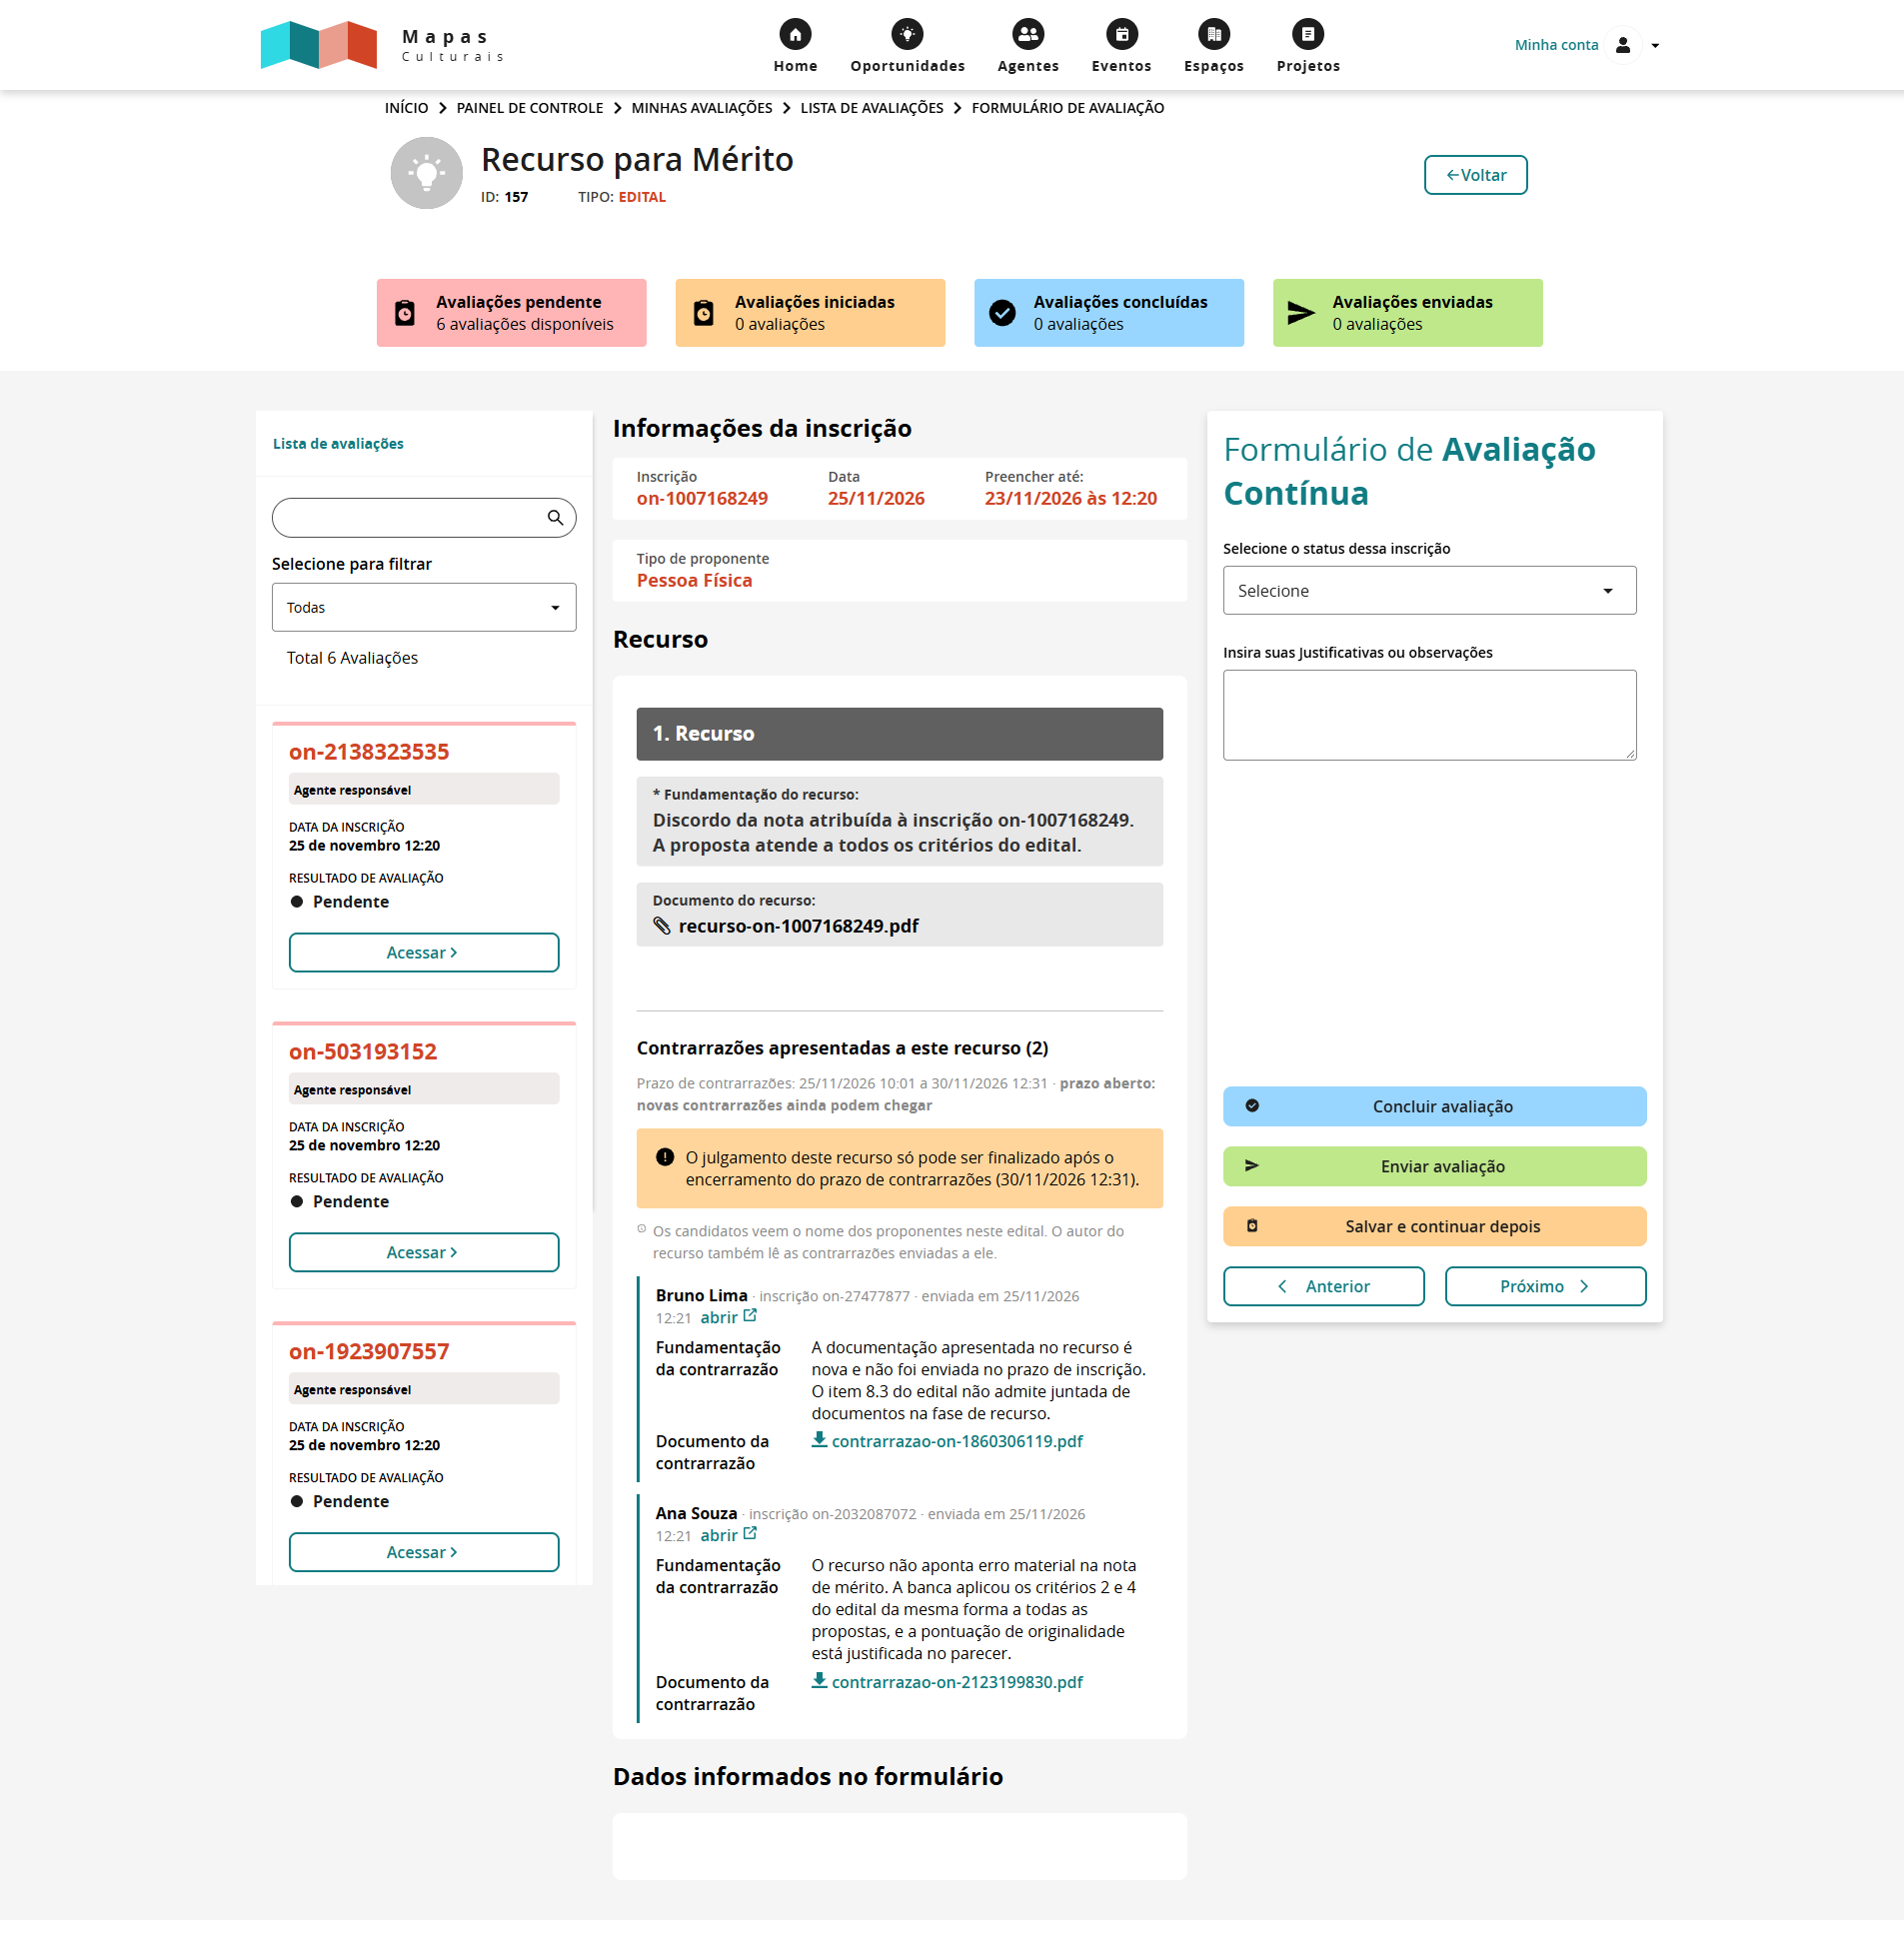 Mapas
Culturais
Home
Oportunidades
Agentes
Eventos
Espaços
Projetos
Minha conta
INÍCIO
PAINEL DE CONTROLE
MINHAS AVALIAÇÕES
LISTA DE AVALIAÇÕES
FORMULÁRIO DE AVALIAÇÃO
Recurso para Mérito
ID: 157
TIPO: EDITAL
Voltar
Avaliações pendente
6 avaliações disponíveis
Avaliações iniciadas
0 avaliações
Avaliações concluídas
0 avaliações
Avaliações enviadas
0 avaliações
Lista de avaliações
Selecione para filtrar
Todas
Total 6 Avaliações
on-2138323535
Agente responsável
DATA DA INSCRIÇÃO
25 de novembro 12:20
RESULTADO DE AVALIAÇÃO
Pendente
Acessar
on-503193152
Agente responsável
DATA DA INSCRIÇÃO
25 de novembro 12:20
RESULTADO DE AVALIAÇÃO
Pendente
Acessar
on-1923907557
Agente responsável
DATA DA INSCRIÇÃO
25 de novembro 12:20
RESULTADO DE AVALIAÇÃO
Pendente
Acessar
Informações da inscrição
Inscrição
on-1007168249
Data
25/11/2026
Preencher até:
23/11/2026 às 12:20
Tipo de proponente
Pessoa Física
Recurso
1. Recurso
* Fundamentação do recurso:
Discordo da nota atribuída à inscrição on-1007168249.
A proposta atende a todos os critérios do edital.
Documento do recurso:
recurso-on-1007168249.pdf
Contrarrazões apresentadas a este recurso (2)
Prazo de contrarrazões: 25/11/2026 10:01 a 30/11/2026 12:31 · prazo aberto:
novas contrarrazões ainda podem chegar
O julgamento deste recurso só pode ser finalizado após o
encerramento do prazo de contrarrazões (30/11/2026 12:31).
Os candidatos veem o nome dos proponentes neste edital. O autor do
recurso também lê as contrarrazões enviadas a ele.
Bruno Lima · inscrição on-27477877 · enviada em 25/11/2026
12:21 abrir
Fundamentação
da contrarrazão
A documentação apresentada no recurso é
nova e não foi enviada no prazo de inscrição.
O item 8.3 do edital não admite juntada de
documentos na fase de recurso.
Documento da
contrarrazão
contrarrazao-on-1860306119.pdf
Ana Souza · inscrição on-2032087072 · enviada em 25/11/2026
12:21 abrir
Fundamentação
da contrarrazão
O recurso não aponta erro material na nota
de mérito. A banca aplicou os critérios 2 e 4
do edital da mesma forma a todas as
propostas, e a pontuação de originalidade
está justificada no parecer.
Documento da
contrarrazão
contrarrazao-on-2123199830.pdf
Dados informados no formulário
Formulário de Avaliação
Contínua
Selecione o status dessa inscrição
Selecione
Insira suas Justificativas ou observações
Concluir avaliação
Enviar avaliação
Salvar e continuar depois
Anterior
Próximo